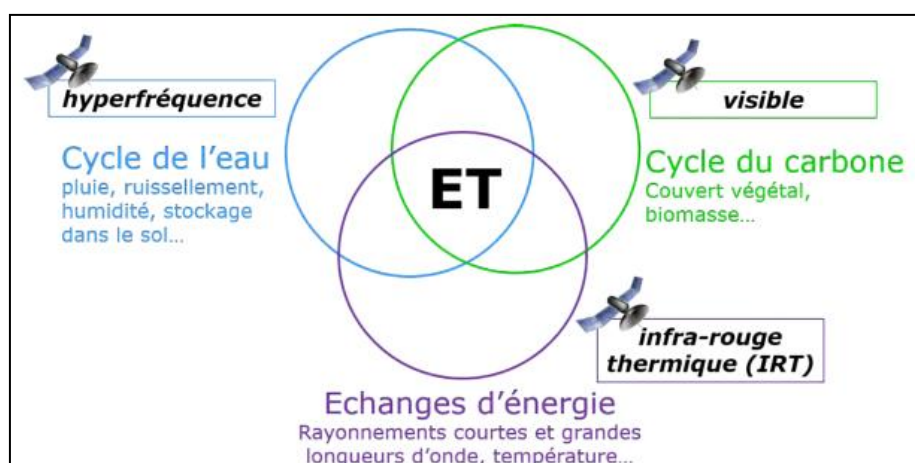 hyperfréquence
Cycle de l'eau
pluie, ruissellement,
humidité, stockage
dans le sol...
ET
visible
Cycle du carbone
Couvert végétal,
biomasse...
infra-rouge
thermique (IRT)
Echanges d'énergie
Rayonnements courtes et grandes
longueurs d'onde, température...